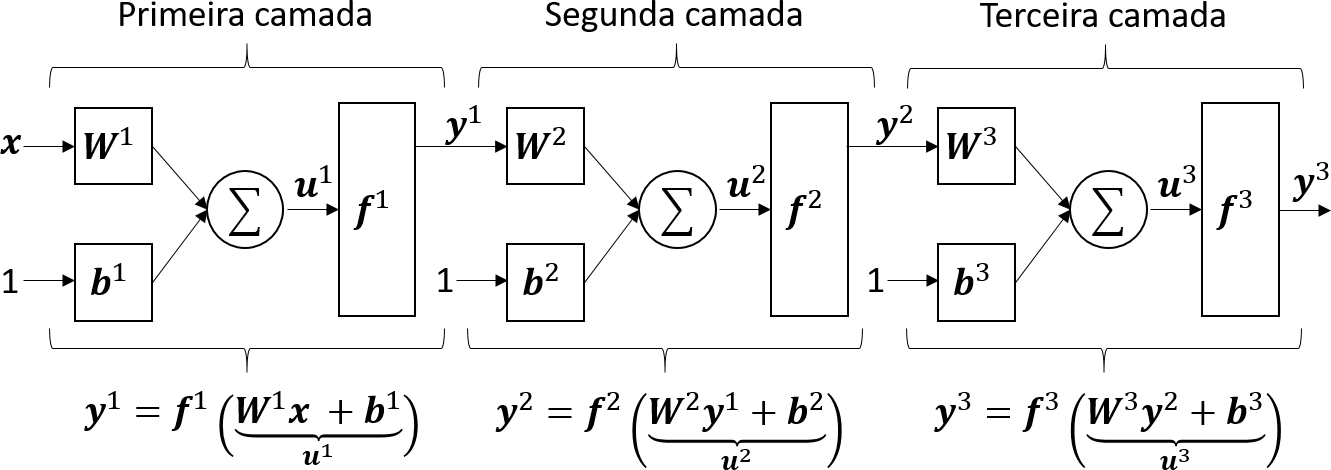 Primeira camada Segunda camada Terceira camada
x W¹ ∑ u¹ f¹ y¹ W² ∑ u² f² y² W³ ∑ u³ f³ y³
1 b¹ 1 b² 1 b³
y¹ = f¹ (W¹x + b¹) y² = f² (W²y¹ + b²) y³ = f³ (W³y² + b³)
u¹ u² u³